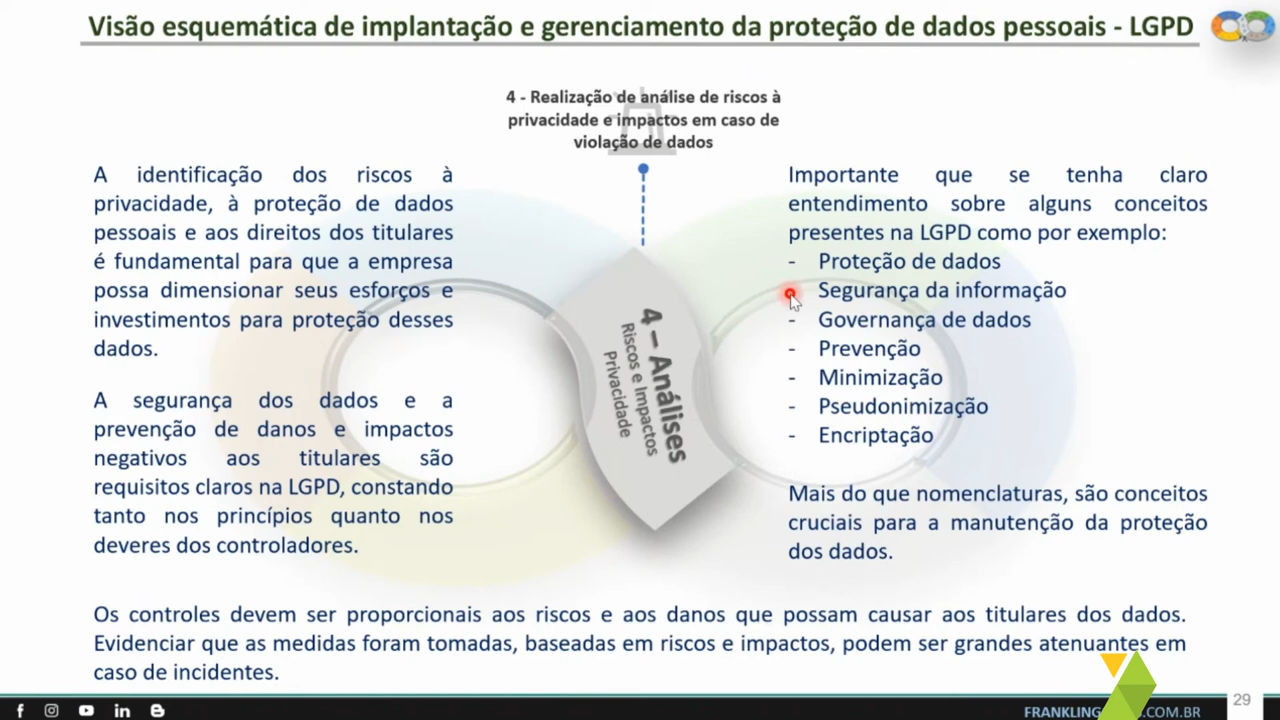 Visão esquemática de implantação e gerenciamento da proteção de dados pessoais - LGPD
4 - Realização de análise de riscos à
privacidade e impactos em caso de
violação de dados
A identificação dos riscos à
privacidade, à proteção de dados
pessoais e aos direitos dos titulares
é fundamental para que a empresa
possa dimensionar seus esforços e
investimentos para proteção desses
dados.
A segurança dos dados e a
prevenção de danos e impactos
negativos aos titulares são
requisitos claros na LGPD, constando
tanto nos princípios quanto nos
deveres dos controladores.
4 – Análises
Riscos e Impactos
Privacidade
Importante que se tenha claro
entendimento sobre alguns conceitos
presentes na LGPD como por exemplo:
- Proteção de dados
- Segurança da informação
- Governança de dados
- Prevenção
- Minimização
- Pseudonimização
- Encriptação
Mais do que nomenclaturas, são conceitos
cruciais para a manutenção da proteção
dos dados.
Os controles devem ser proporcionais aos riscos e aos danos que possam causar aos titulares dos dados.
Evidenciar que as medidas foram tomadas, baseadas em riscos e impactos, podem ser grandes atenuantes em
caso de incidentes.
.COM.BR
29